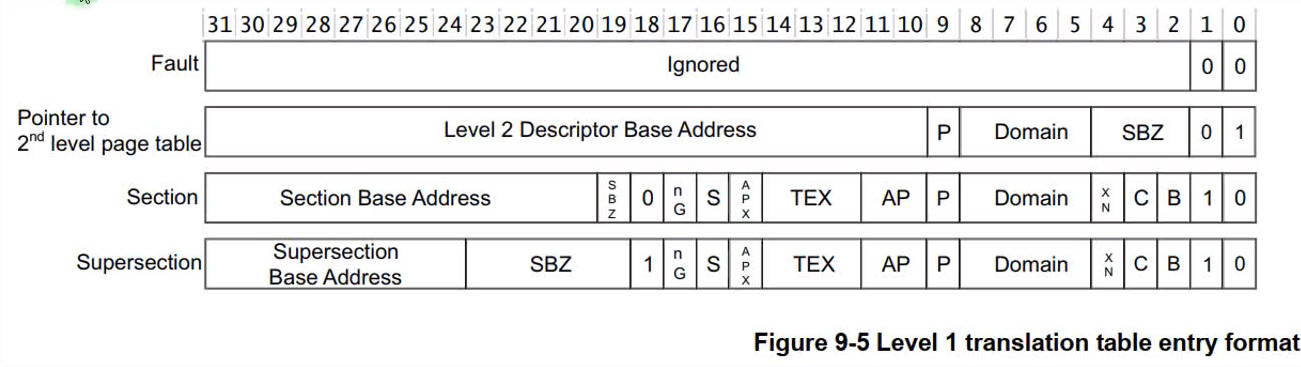 31 30 29 28 27 26 25 24 23 22 21 20 19 18 17 16 15 14 13 12 11 10 9 8 7 6 5 4 3 2 1 0
Fault Ignored 0 0
Pointer to
2nd level page table Level 2 Descriptor Base Address P Domain SBZ 0 1
Section Section Base Address SBZ 0 nG S APX TEX AP P Domain XN C B 1 0
Supersection Supersection Base Address SBZ 1 nG S APX TEX AP P Domain XN C B 1 0
Figure 9-5 Level 1 translation table entry format